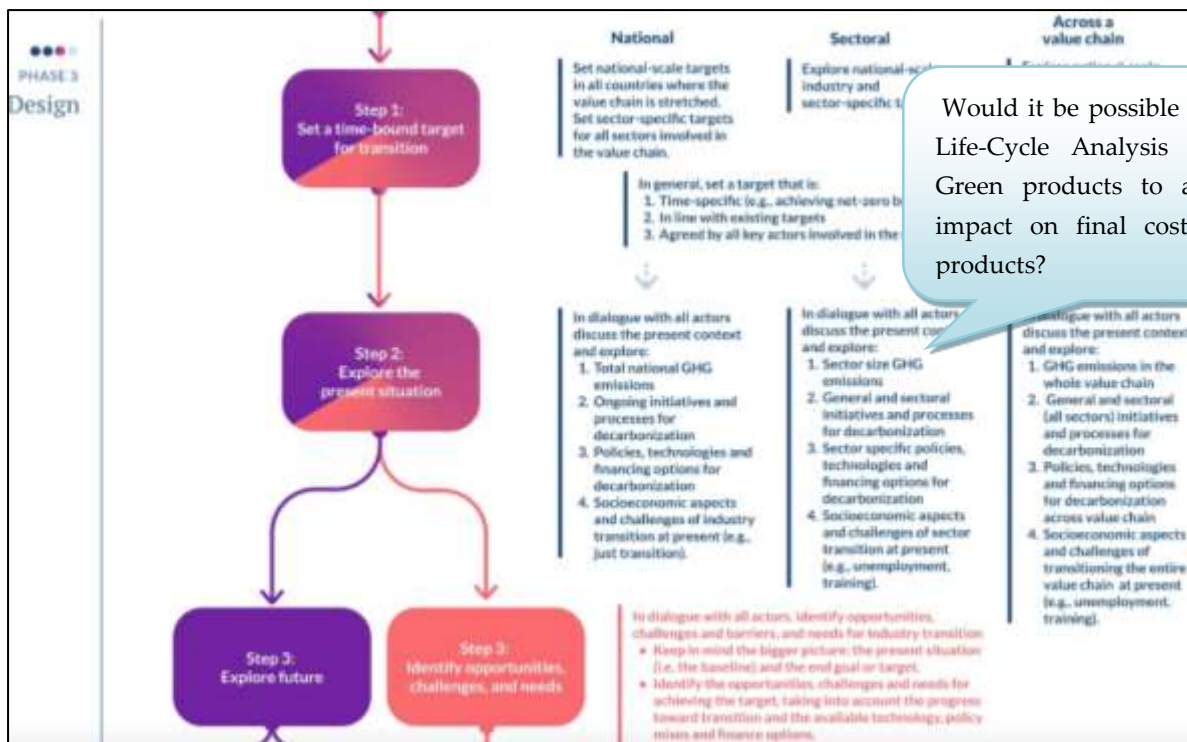 PHASE 3
Design
Step 1:
Set a time-bound target
for transition
Step 2:
Explore the
present situation
Step 3:
Explore future
Step 3:
Identify opportunities,
challenges, and needs
National
Set national-scale targets
in all countries where the
value chain is stretched.
Set sector-specific targets
for all sectors involved in
the value chain.
Sectoral
Explore national-scale
industry and
sector-specific
Across a
value chain
In general, set a target that is:
1. Time-specific (e.g., achieving net-zero
2. In line with existing targets
3. Agreed by all key actors involved in the
Would it be possible
Life-Cycle Analysis
Green products to
impact on final cost
products?
In dialogue with all actors
discuss the present context
and explore:
1. Total national GHG
emissions
2. Ongoing initiatives and
processes for
decarbonization
3. Policies, technologies and
financing options for
decarbonization
4. Socioeconomic aspects
and challenges of industry
transition at present (e.g.,
just transition).
In dialogue with all actors
discuss the present
and explore:
1. Sector size GHG
emissions
2. General and sectoral
initiatives and processes
for decarbonization
3. Sector specific policies,
technologies and
financing options for
decarbonization
4. Socioeconomic aspects
and challenges of sector
transition at present
(e.g., unemployment,
training).
dialogue with all actors
discuss the present context
and explore:
1. GHG emissions in the
whole value chain
2. General and sectoral
(all sectors) initiatives
and processes for
decarbonization
3. Policies, technologies
and financing options
for decarbonization
across value chain
4. Socioeconomic aspects
and challenges of
transitioning the entire
value chain at present
(e.g., unemployment,
training).
In dialogue with all actors, identify opportunities,
challenges and barriers, and needs for industry transition
• Keep in mind the bigger picture: the present situation
(i.e. the baseline) and the end goal or target.
• Identify the opportunities, challenges and needs for
achieving the target, taking into account the progress
toward transition and the available technology, policy
mixes and finance options.